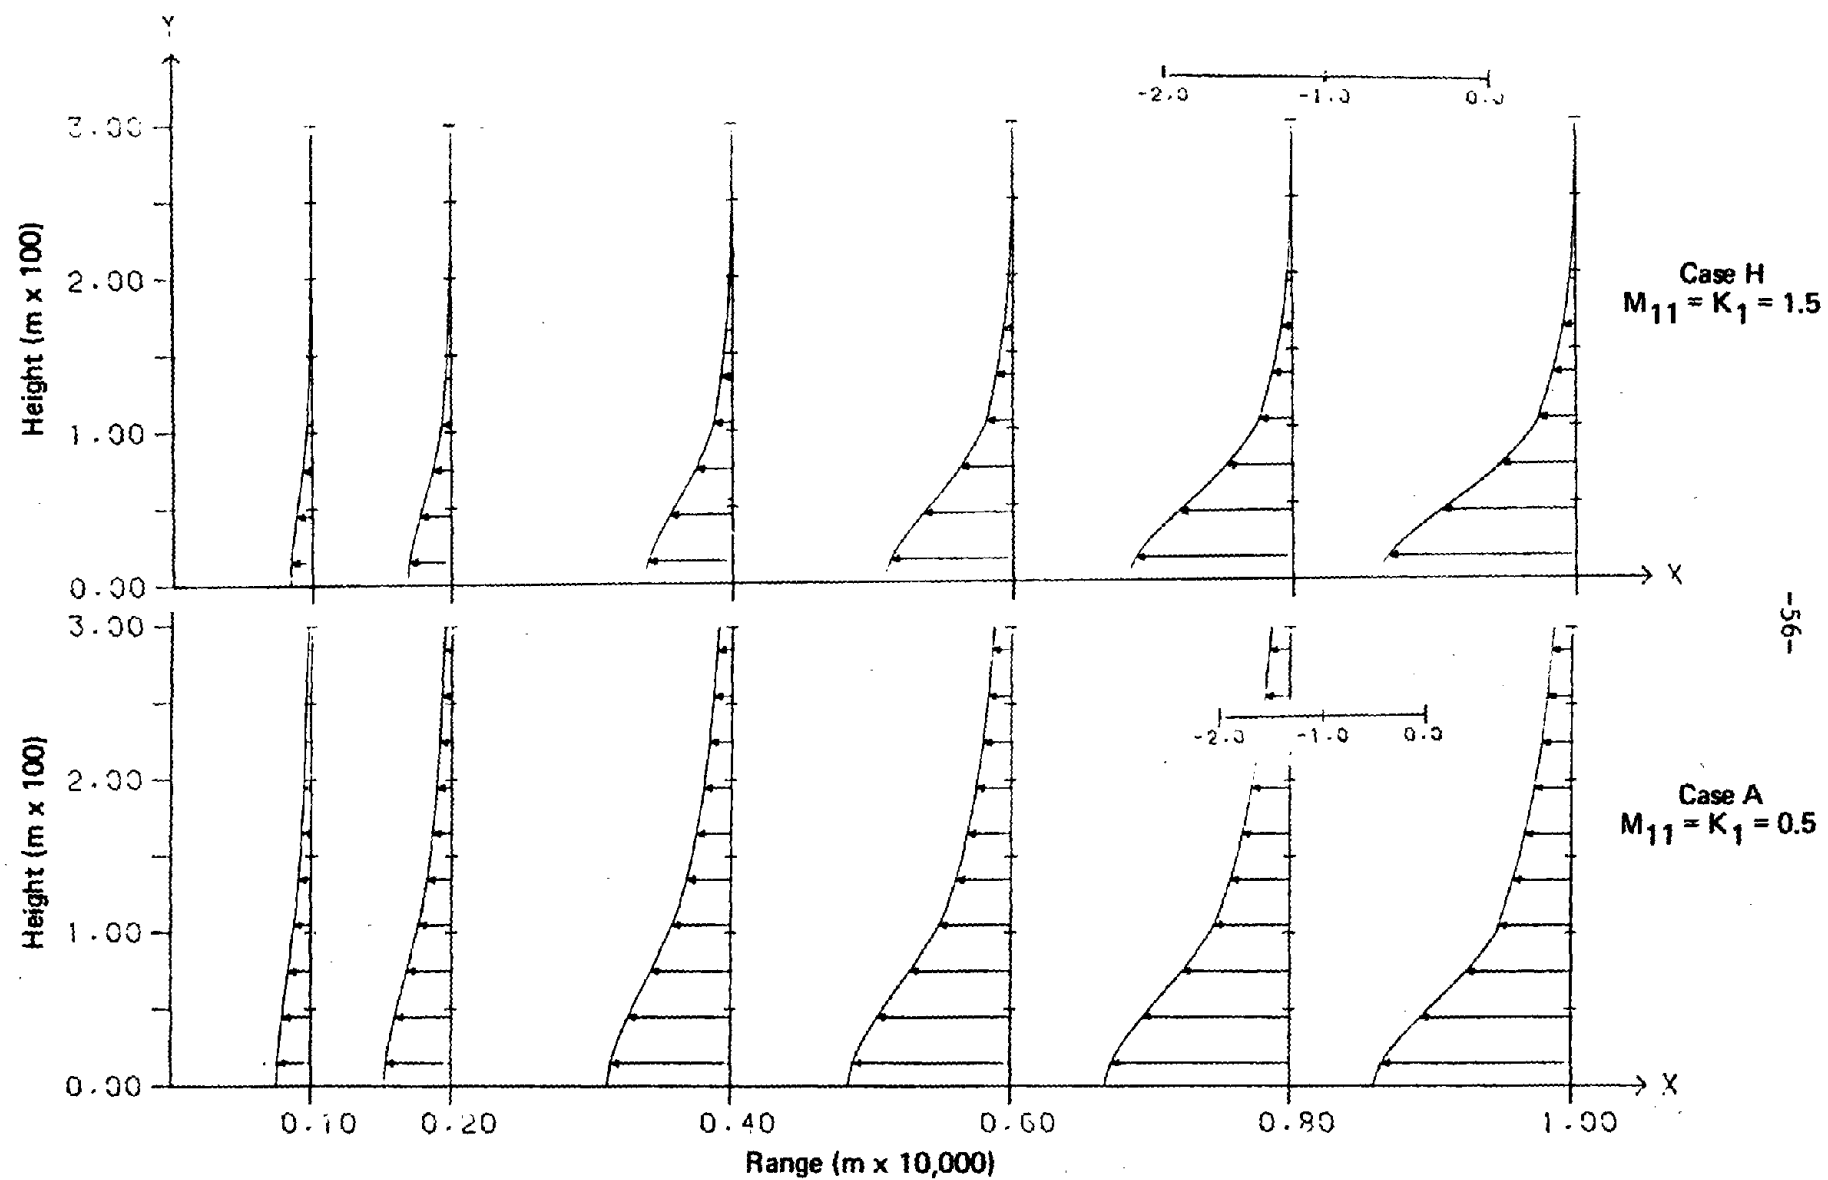 Y
-2.0 -1.0 0.0
3.00
2.00
1.00
0.00
Height (m x 100)
X
Case H
M11 = K1 = 1.5
-56-
3.00
2.00
1.00
0.00
Height (m x 100)
-2.0 -1.0 0.0
Case A
M11 = K1 = 0.5
X
0.10 0.20 0.40 0.60 0.80 1.00
Range (m x 10,000)